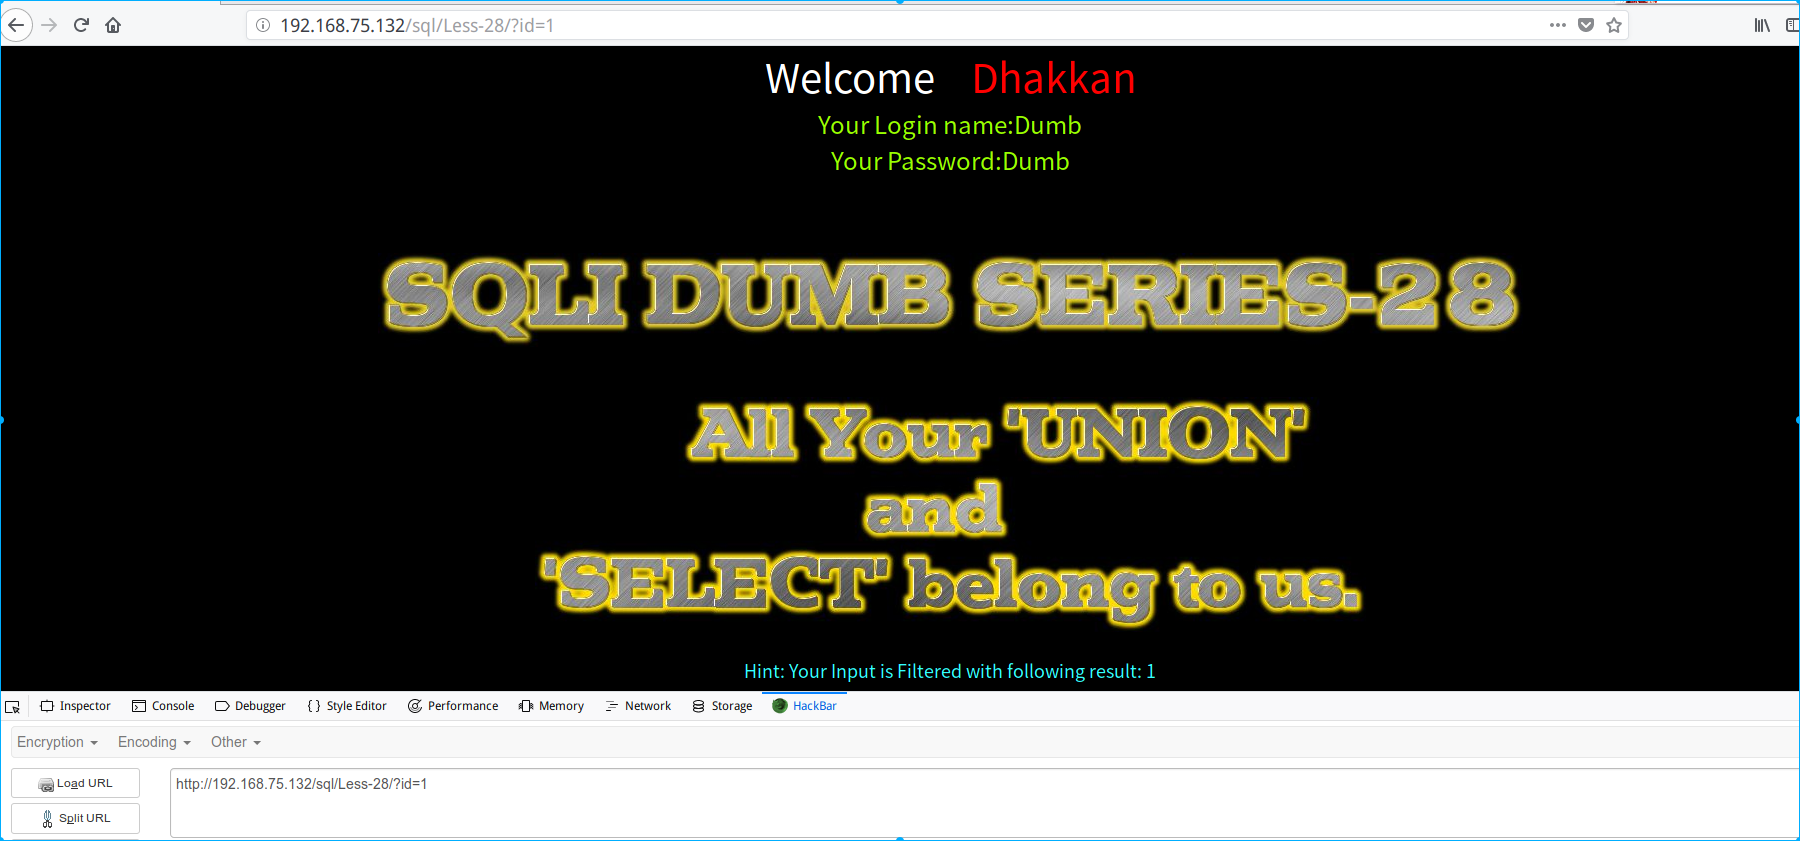 192.168.75.132/sql/Less-28/?id=1
Welcome Dhakkan
Your Login name:Dumb
Your Password:Dumb
SQLI DUMB SERIES-28
All Your 'UNION'
and
'SELECT' belong to us.
Hint: Your Input is Filtered with following result: 1
Inspector Console Debugger { } Style Editor Performance Memory Network Storage HackBar
Encryption Encoding Other
Load URL http://192.168.75.132/sql/Less-28/?id=1
Split URL